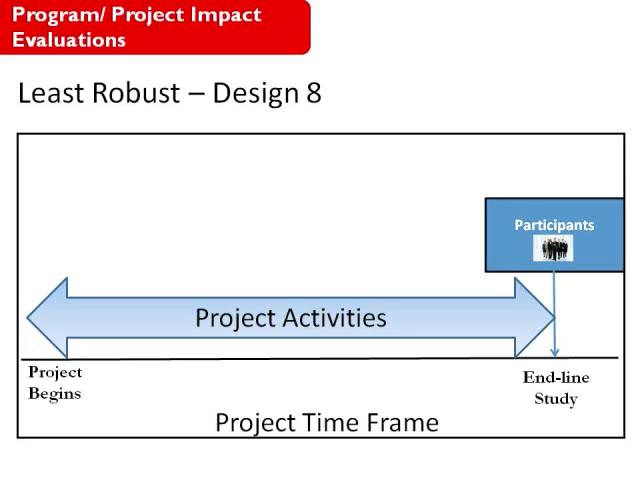 Program/ Project Impact
Evaluations
Least Robust – Design 8
Participants
Project Activities
Project
Begins
End-line
Study
Project Time Frame